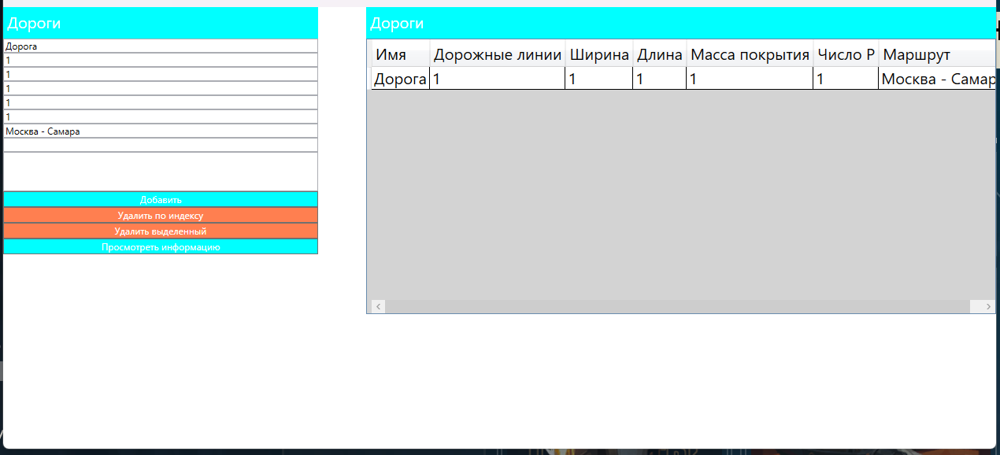 Дороги
Дорога
1
1
1
1
1
Москва - Самара
Добавить
Удалить по индексу
Удалить выделенный
Просмотреть информацию
Дороги
Имя Дорожные линии Ширина Длина Масса покрытия Число P Маршрут
Дорога 1 1 1 1 1 Москва - Самар